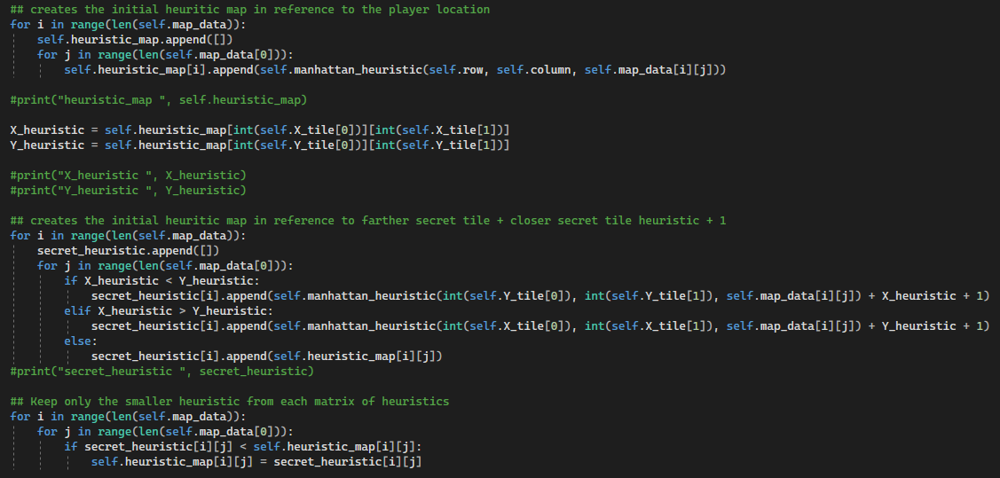 ## creates the initial heuritic map in reference to the player location
for i in range(len(self.map_data)):
    self.heuristic_map.append([])
    for j in range(len(self.map_data[0])):
        self.heuristic_map[i].append(self.manhattan_heuristic(self.row, self.column, self.map_data[i][j]))

#print("heuristic_map ", self.heuristic_map)

X_heuristic = self.heuristic_map[int(self.X_tile[0])][int(self.X_tile[1])]
Y_heuristic = self.heuristic_map[int(self.Y_tile[0])][int(self.Y_tile[1])]

#print("X_heuristic ", X_heuristic)
#print("Y_heuristic ", Y_heuristic)

## creates the initial heuritic map in reference to farther secret tile + closer secret tile heuristic + 1
for i in range(len(self.map_data)):
    secret_heuristic.append([])
    for j in range(len(self.map_data[0])):
        if X_heuristic < Y_heuristic:
            secret_heuristic[i].append(self.manhattan_heuristic(int(self.Y_tile[0]), int(self.Y_tile[1]), self.map_data[i][j]) + X_heuristic + 1)
        elif X_heuristic > Y_heuristic:
            secret_heuristic[i].append(self.manhattan_heuristic(int(self.X_tile[0]), int(self.X_tile[1]), self.map_data[i][j]) + Y_heuristic + 1)
        else:
            secret_heuristic[i].append(self.heuristic_map[i][j])
#print("secret_heuristic ", secret_heuristic)

## Keep only the smaller heuristic from each matrix of heuristics
for i in range(len(self.map_data)):
    for j in range(len(self.map_data[0])):
        if secret_heuristic[i][j] < self.heuristic_map[i][j]:
            self.heuristic_map[i][j] = secret_heuristic[i][j]